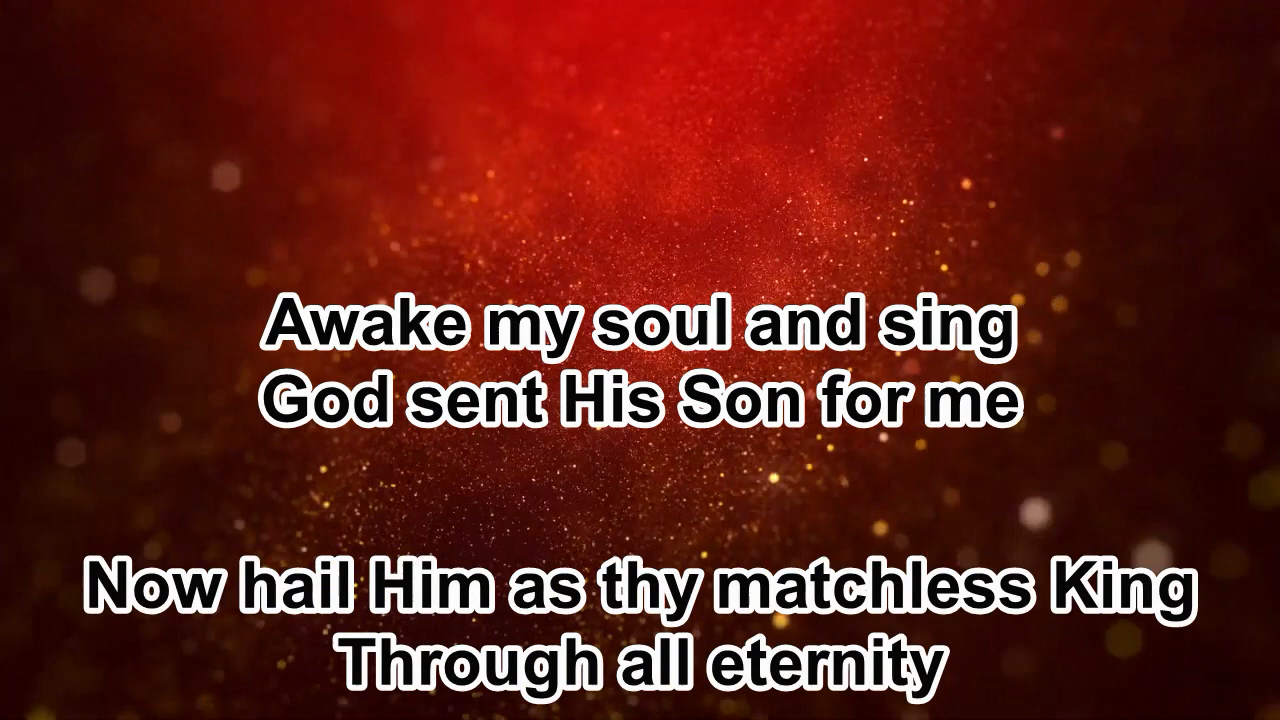 Awake my soul and sing
God sent His Son for me
Now hail Him as thy matchless King
Through all eternity